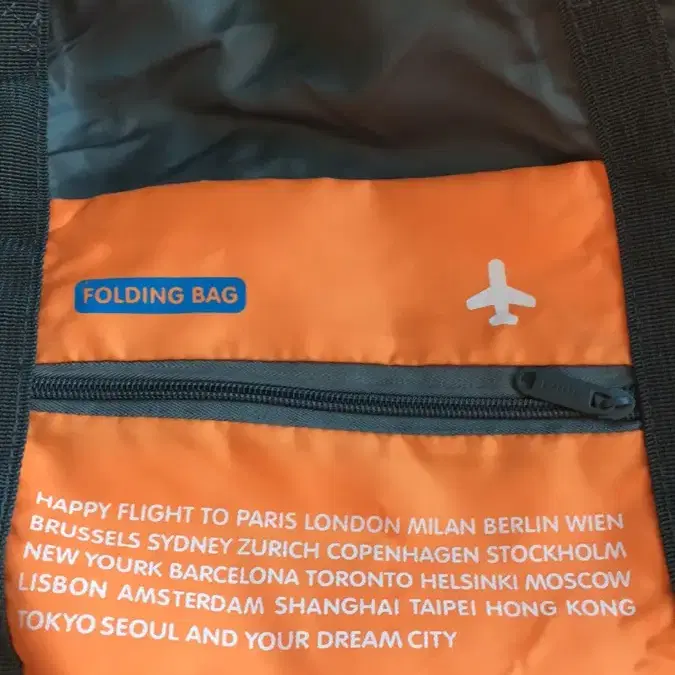 FOLDING BAG
HAPPY FLIGHT TO PARIS LONDON MILAN BERLIN WIEN
BRUSSELS SYDNEY ZURICH COPENHAGEN STOCKHOLM
NEW YOURK BARCELONA TORONTO HELSINKI MOSCOW
LISBON AMSTERDAM SHANGHAI TAIPEI HONG KONG
TOKYO SEOUL AND YOUR DREAM CITY